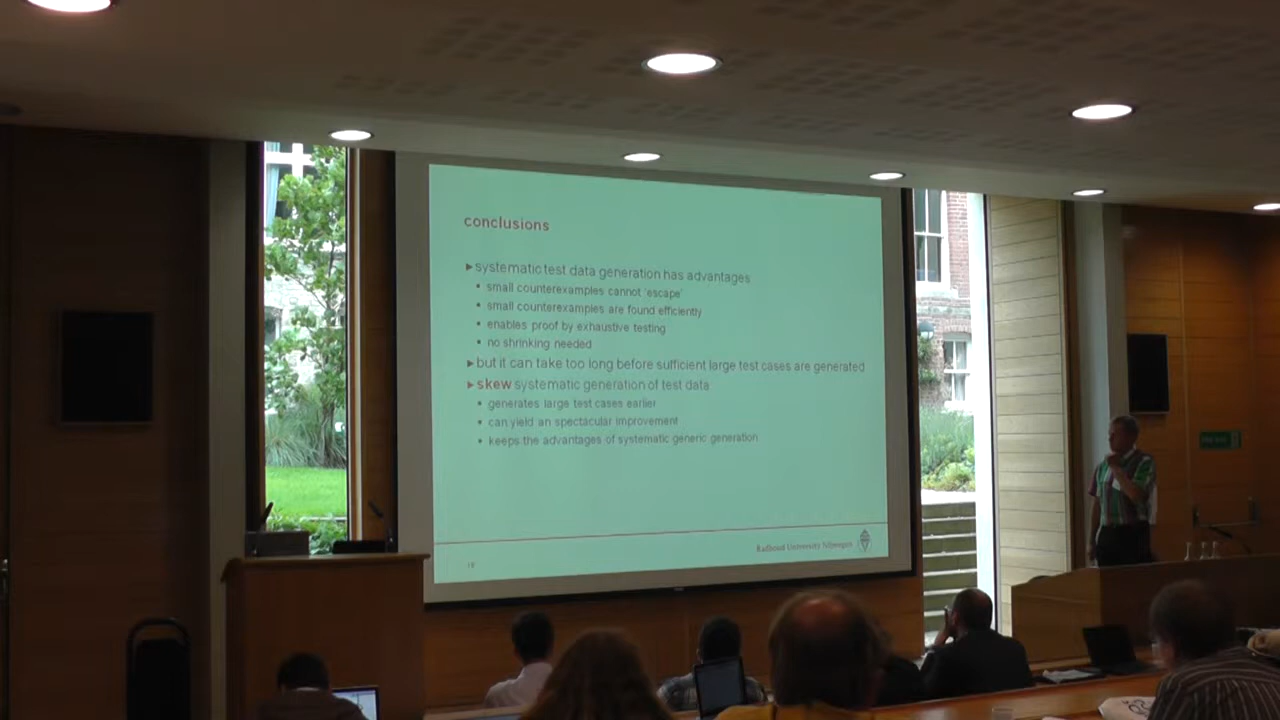 conclusions
►systematic test data generation has advantages
• small counterexamples cannot 'escape'
• small counterexamples are found efficiently
• enables proof by exhaustive testing
• no shrinking needed
►but it can take too long before sufficient large test cases are generated
►skew systematic generation of test data
• generates large test cases earlier
• can yield an spectacular improvement
• keeps the advantages of systematic generic generation
Radboud University Nijmegen